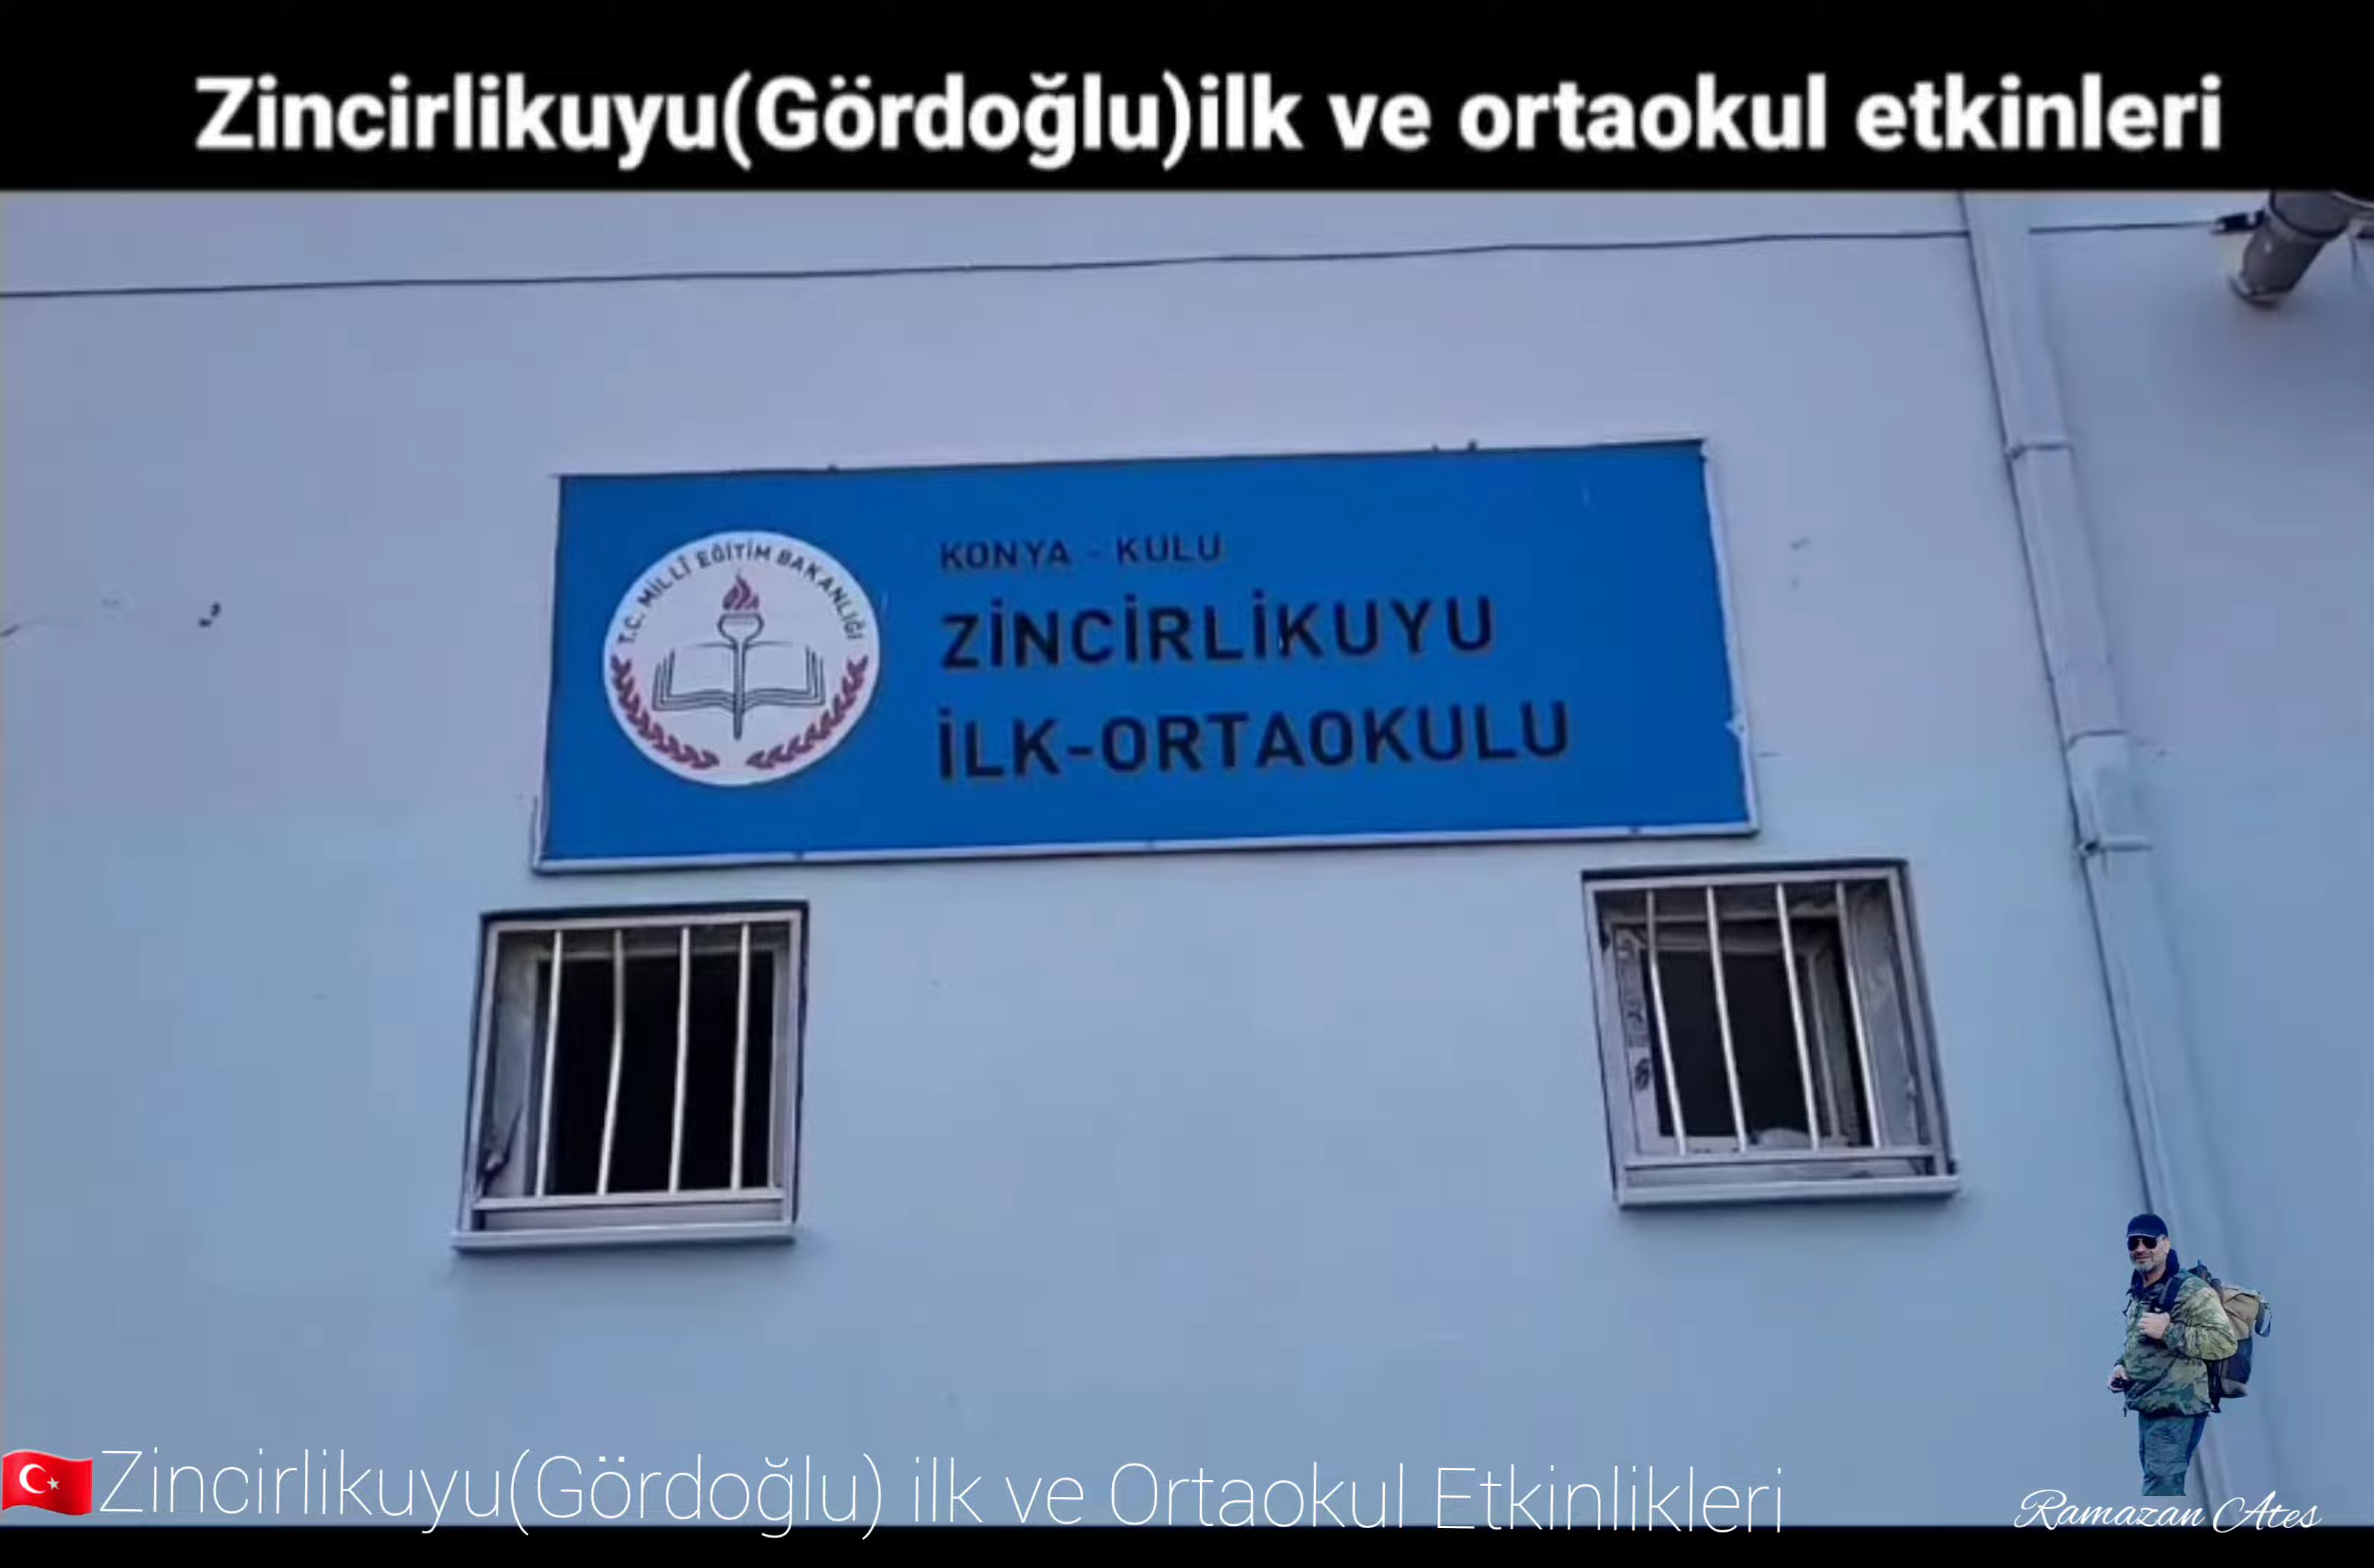 Zincirlikuyu(Gördoğlu)ilk ve ortaokul etkinleri
T.C. MİLLÎ EĞİTİM BAKANLIĞI
KONYA - KULU
ZİNCİRLİKUYU
İLK-ORTAOKULU
Zincirlikuyu(Gördoğlu) ilk ve Ortaokul Etkinlikleri
Ramazan Ates